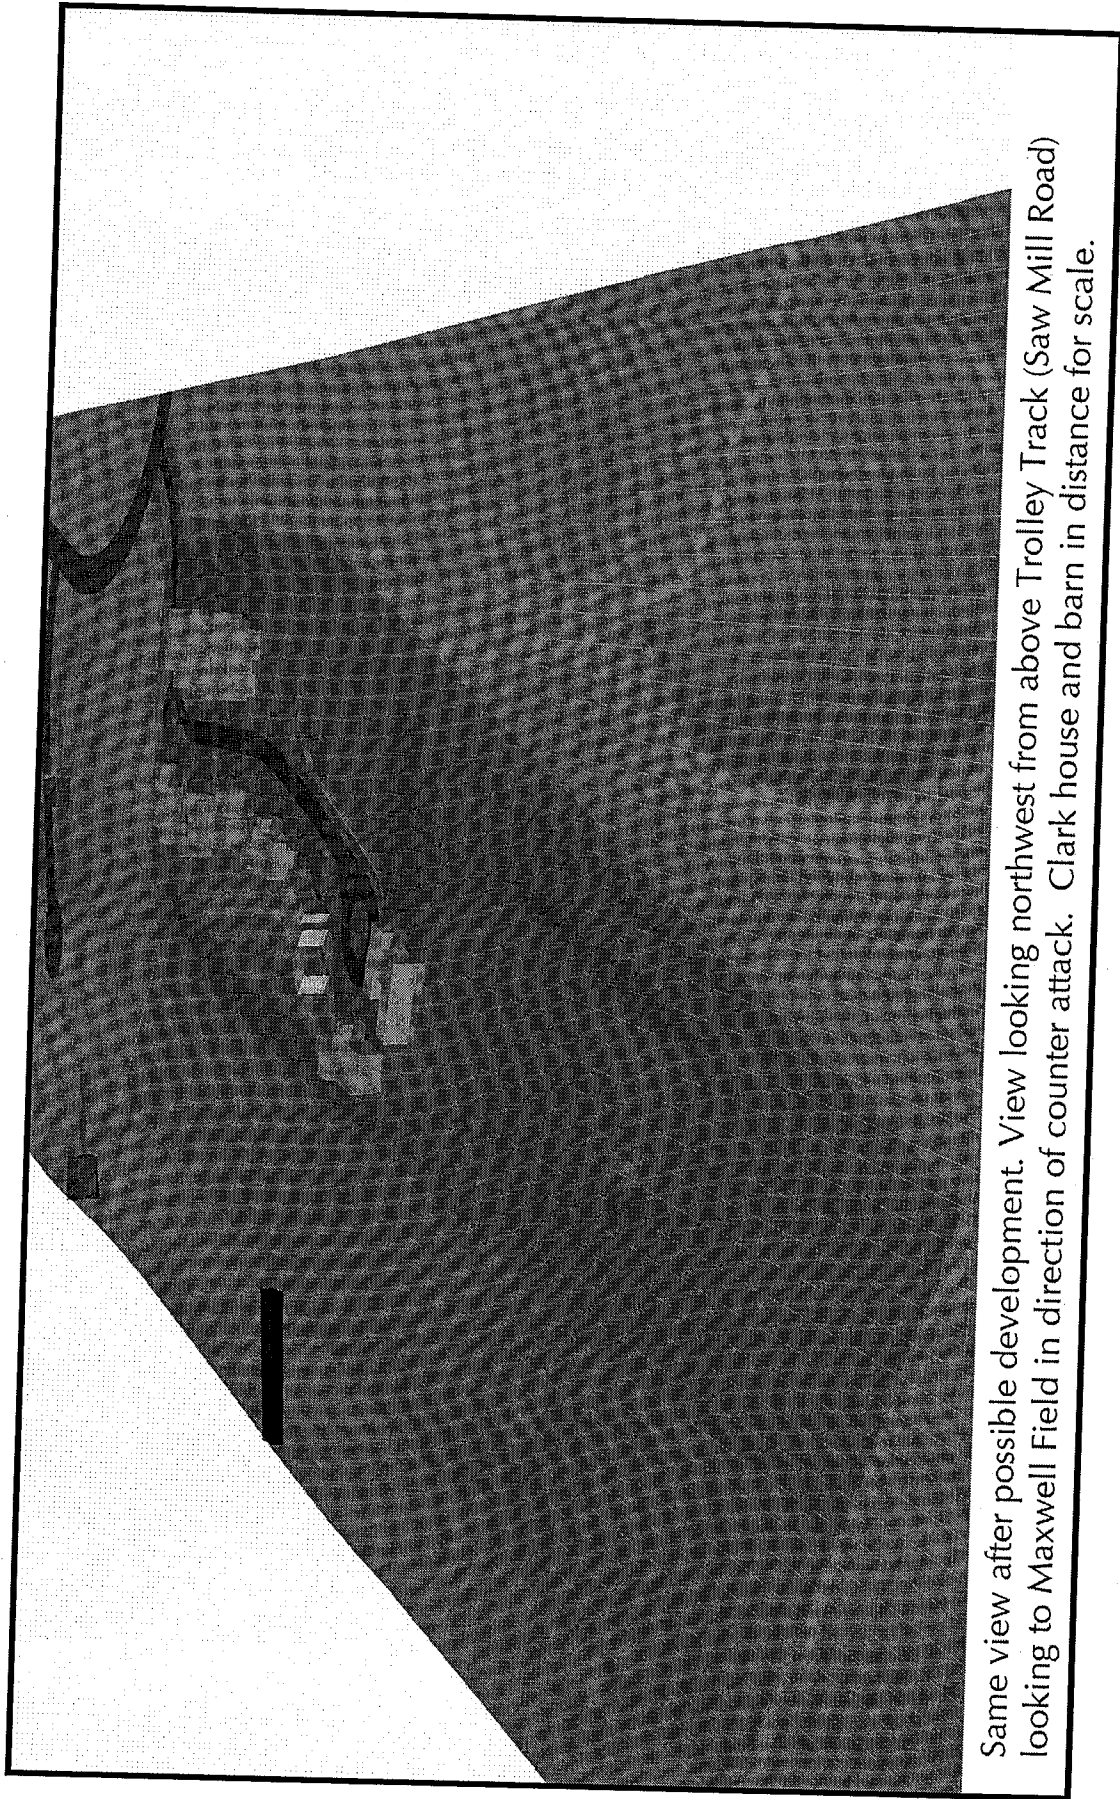 Same view after possible development. View looking northwest from above Trolley Track (Saw Mill Road)
looking to Maxwell Field in direction of counter attack. Clark house and barn in distance for scale.